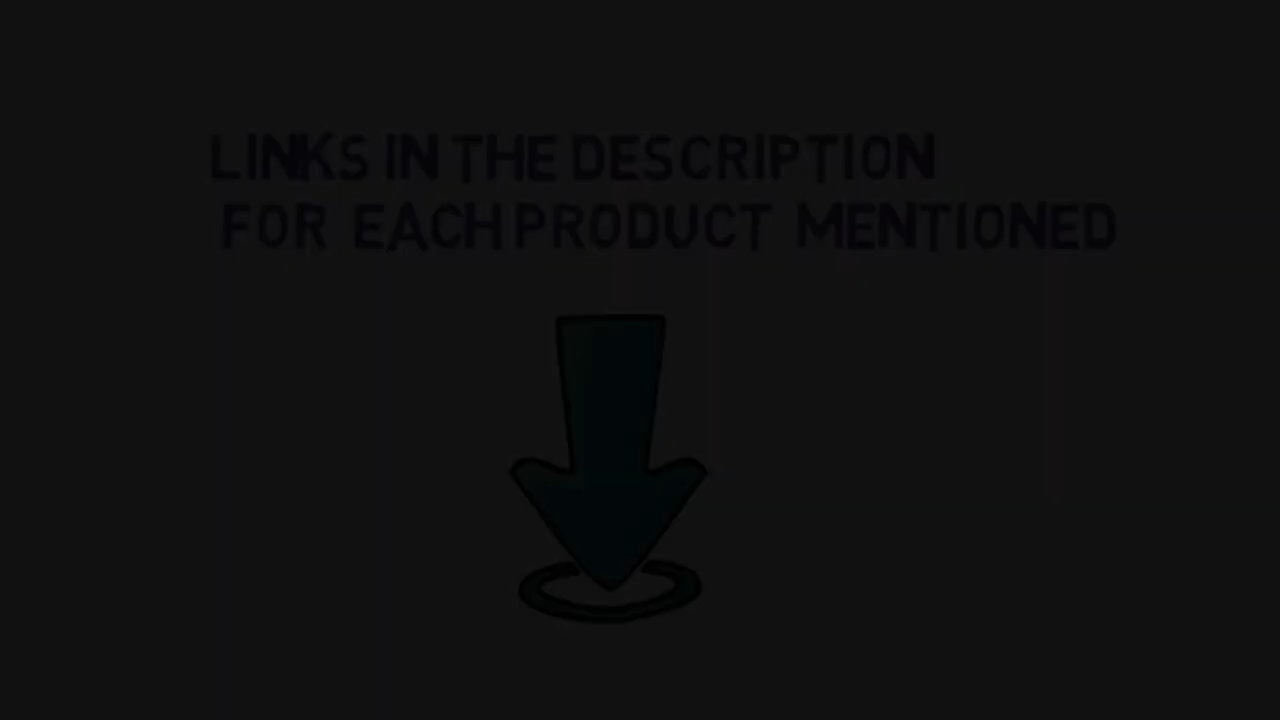 LINKS IN THE DESCRIPTION
FOR EACH PRODUCT MENTIONED